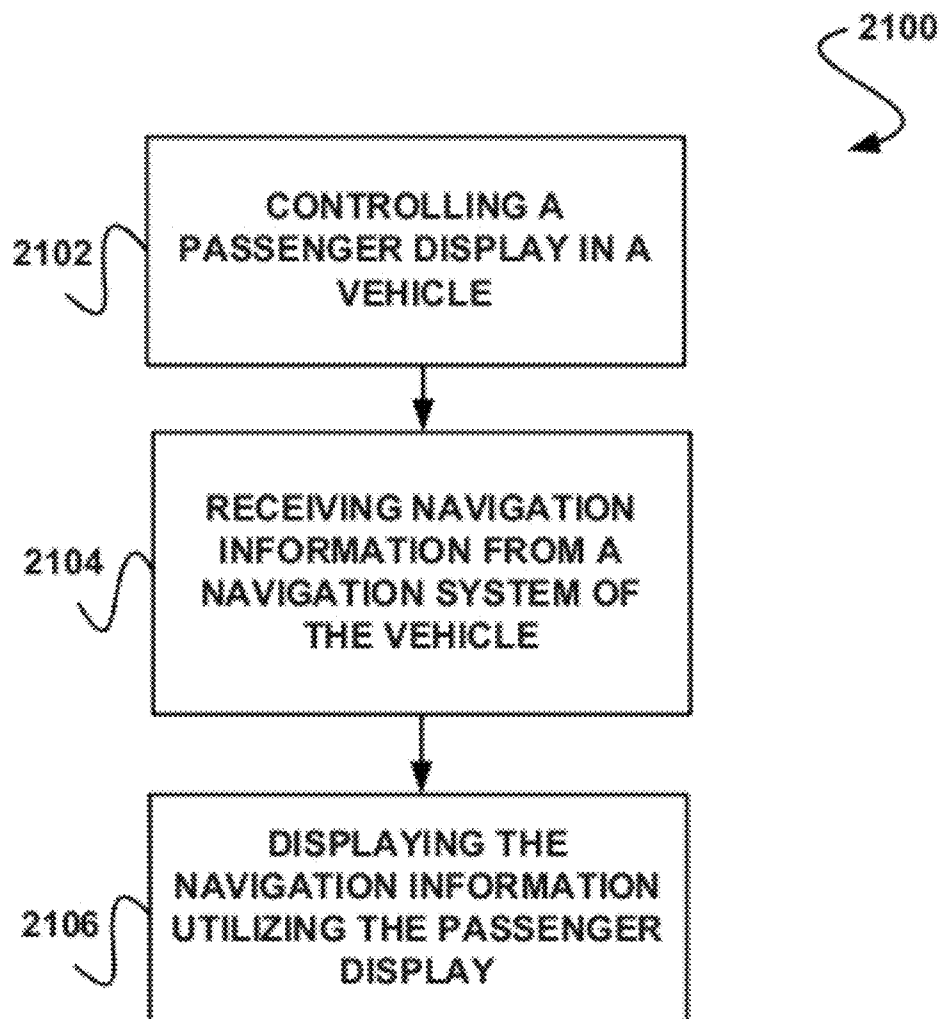 2100
CONTROLLING A
PASSENGER DISPLAY IN A
VEHICLE
2102
RECEIVING NAVIGATION
INFORMATION FROM A
NAVIGATION SYSTEM OF
THE VEHICLE
2104
DISPLAYING THE
NAVIGATION INFORMATION
UTILIZING THE PASSENGER
DISPLAY
2106